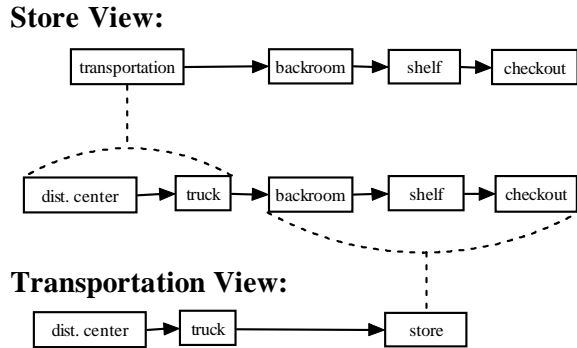 Store View:
transportation backroom shelf checkout
dist. center truck backroom shelf checkout
Transportation View:
dist. center truck store